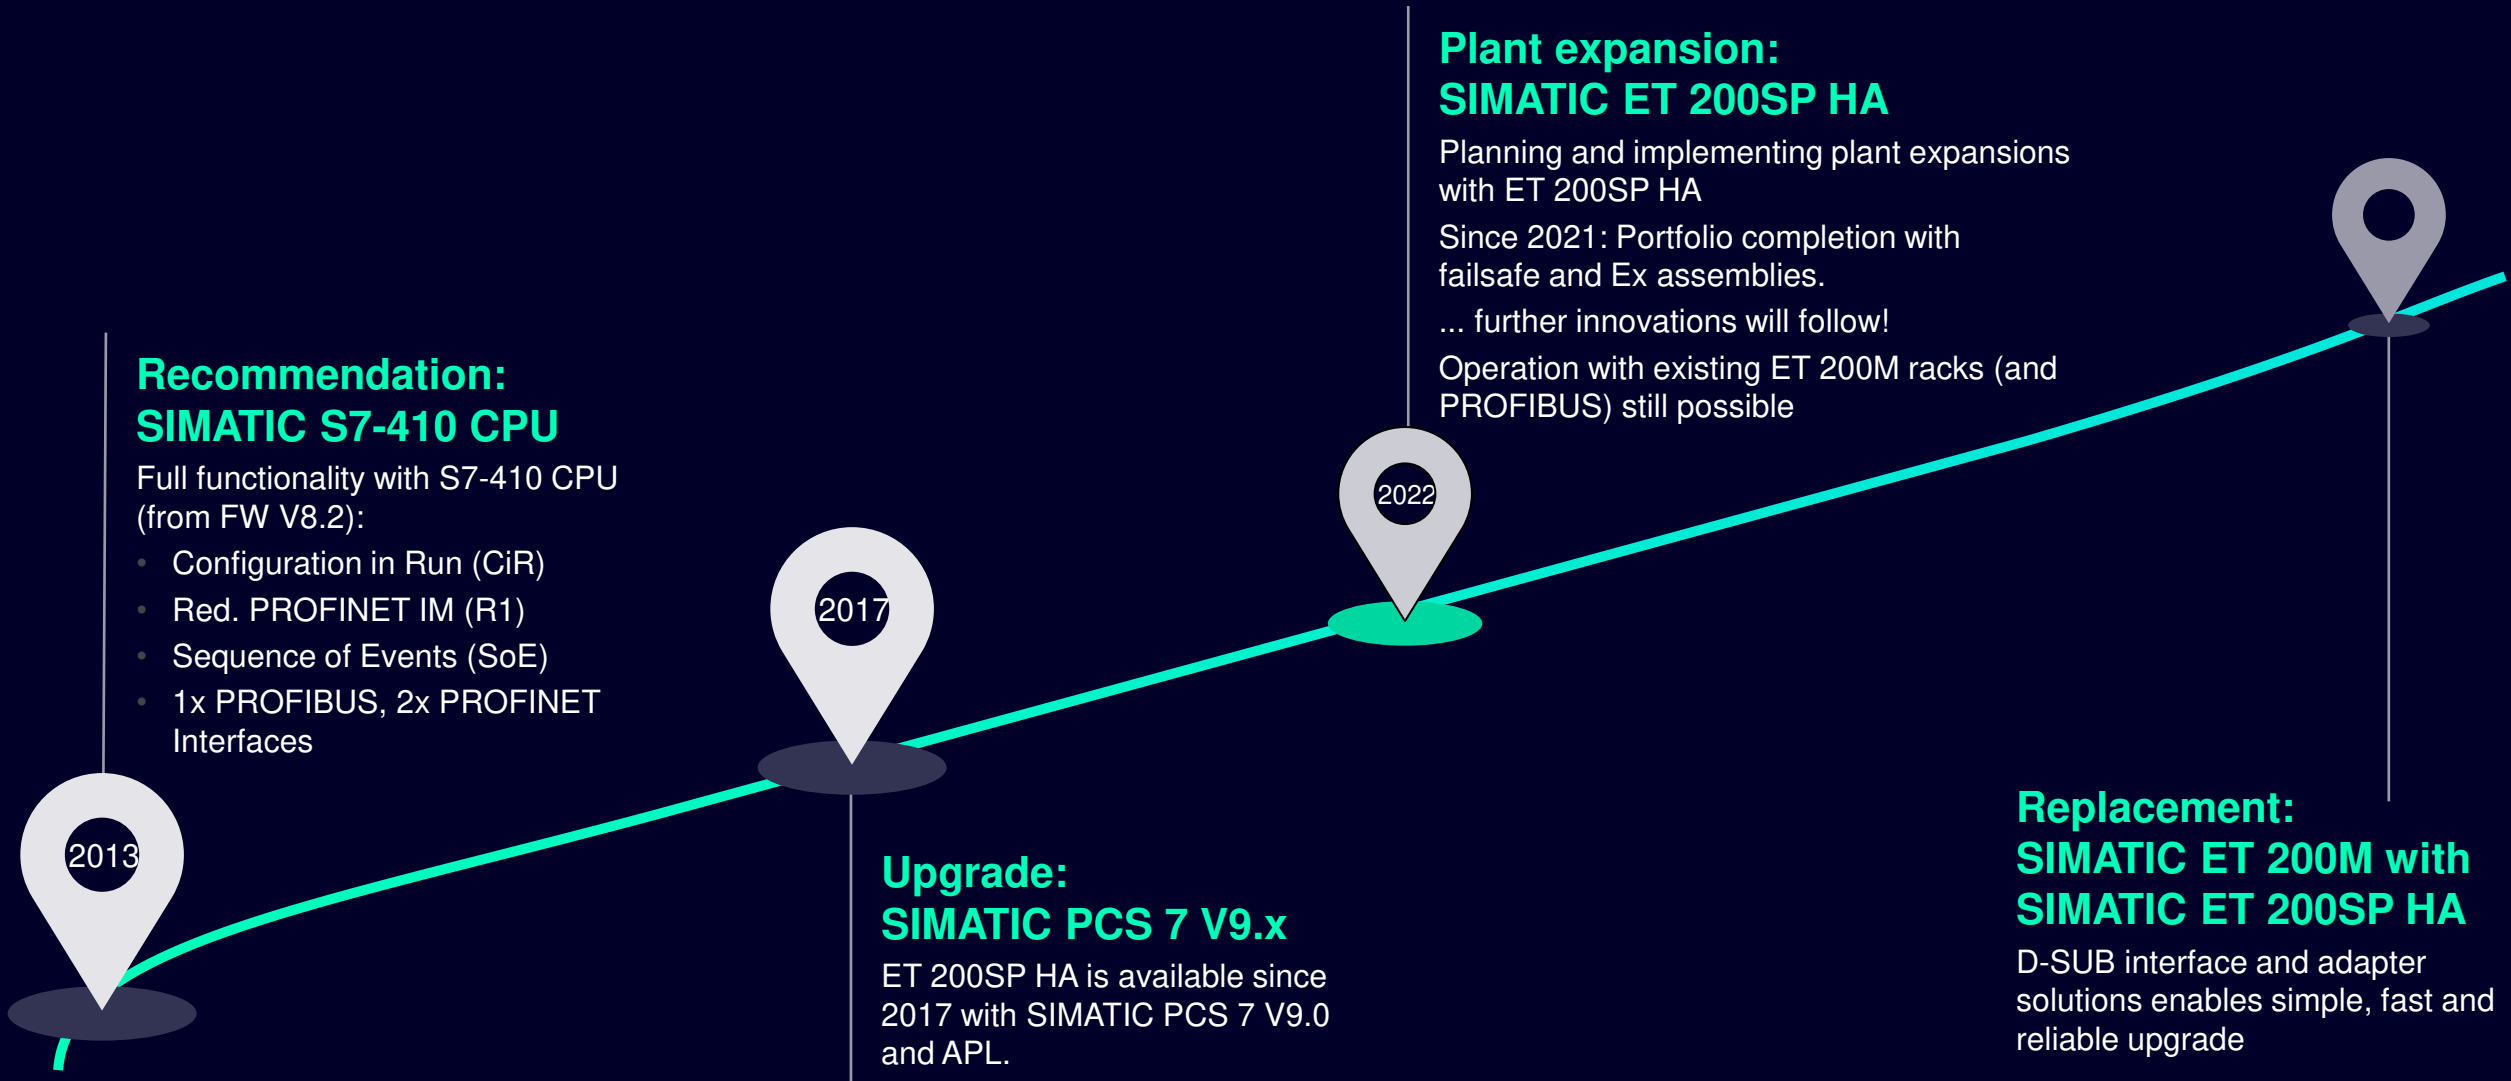 Recommendation:
SIMATIC S7-410 CPU
Full functionality with S7-410 CPU
(from FW V8.2):
• Configuration in Run (CiR)
• Red. PROFINET IM (R1)
• Sequence of Events (SoE)
• 1x PROFIBUS, 2x PROFINET
Interfaces
2013
2017
Upgrade:
SIMATIC PCS 7 V9.x
ET 200SP HA is available since
2017 with SIMATIC PCS 7 V9.0
and APL.
Plant expansion:
SIMATIC ET 200SP HA
Planning and implementing plant expansions
with ET 200SP HA
Since 2021: Portfolio completion with
failsafe and Ex assemblies.
... further innovations will follow!
Operation with existing ET 200M racks (and
PROFIBUS) still possible
2022
Replacement:
SIMATIC ET 200M with
SIMATIC ET 200SP HA
D-SUB interface and adapter
solutions enables simple, fast and
reliable upgrade